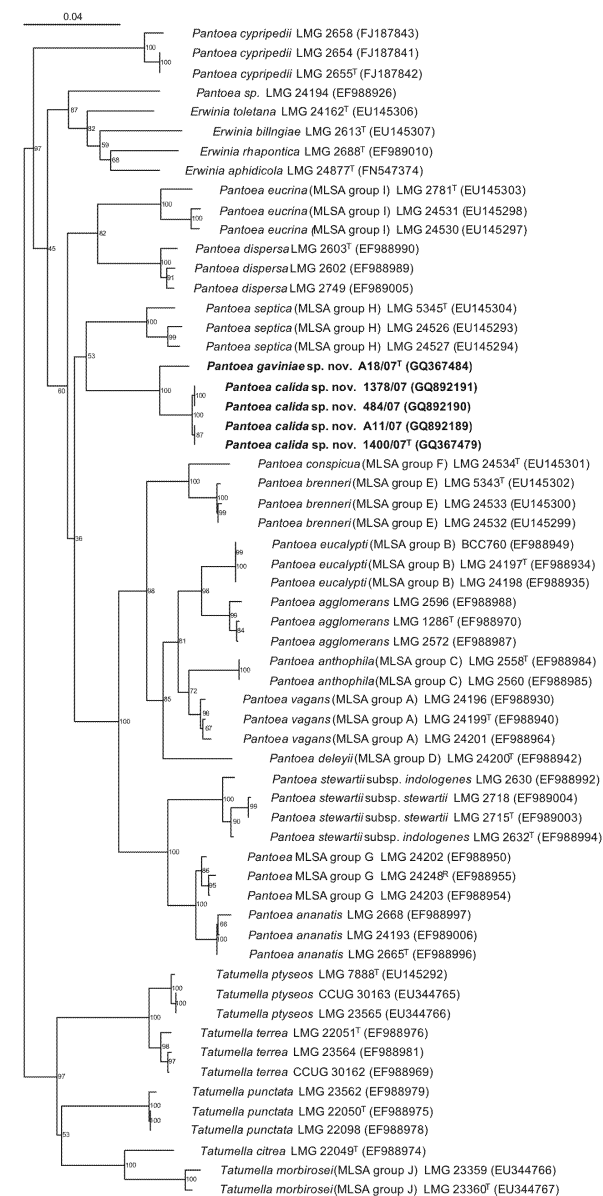 0.04
Pantoea cypripedii LMG 2658 (FJ187843)
100
Pantoea cypripedii LMG 2654 (FJ187841)
100
Pantoea cypripedii LMG 2655T (FJ187842)
Pantoea sp. LMG 24194 (EF988926)
87
Erwinia toletana LMG 24162T (EU145306)
82
Erwinia billngiae LMG 2613T (EU145307)
97
59
Erwinia rhapontica LMG 2688T (EF989010)
68
Erwinia aphidicola LMG 24877T (FN547374)
Pantoea eucrina (MLSA group I) LMG 2781T (EU145303)
100
Pantoea eucrina (MLSA group I) LMG 24531 (EU145298)
100
Pantoea eucrina (MLSA group I) LMG 24530 (EU145297)
82
45
Pantoea dispersa LMG 2603T (EF988990)
100
Pantoea dispersa LMG 2602 (EF988989)
91
Pantoea dispersa LMG 2749 (EF989005)
Pantoea septica (MLSA group H) LMG 5345T (EU145304)
100
Pantoea septica (MLSA group H) LMG 24526 (EU145293)
99
Pantoea septica (MLSA group H) LMG 24527 (EU145294)
53
Pantoea gaviniae sp. nov. A18/07T (GQ367484)
60
100
Pantoea calida sp. nov. 1378/07 (GQ892191)
100
Pantoea calida sp. nov. 484/07 (GQ892190)
100
Pantoea calida sp. nov. A11/07 (GQ892189)
87
Pantoea calida sp. nov. 1400/07T (GQ367479)
Pantoea conspicua (MLSA group F) LMG 24534T (EU145301)
100
Pantoea brenneri (MLSA group E) LMG 5343T (EU145302)
100
Pantoea brenneri (MLSA group E) LMG 24533 (EU145300)
99
Pantoea brenneri (MLSA group E) LMG 24532 (EU145299)
36
Pantoea eucalypti (MLSA group B) BCC760 (EF988949)
99
Pantoea eucalypti (MLSA group B) LMG 24197T (EF988934)
100
Pantoea eucalypti (MLSA group B) LMG 24198 (EF988935)
98
98
Pantoea agglomerans LMG 2596 (EF988988)
99
Pantoea agglomerans LMG 1286T (EF988970)
84
Pantoea agglomerans LMG 2572 (EF988987)
81
Pantoea anthophila (MLSA group C) LMG 2558T (EF988984)
100
Pantoea anthophila (MLSA group C) LMG 2560 (EF988985)
72
85
Pantoea vagans (MLSA group A) LMG 24196 (EF988930)
96
Pantoea vagans (MLSA group A) LMG 24199T (EF988940)
67
Pantoea vagans (MLSA group A) LMG 24201 (EF988964)
100
Pantoea deleyii (MLSA group D) LMG 24200T (EF988942)
Pantoea stewartii subsp. indologenes LMG 2630 (EF988992)
100
Pantoea stewartii subsp. stewartii LMG 2718 (EF989004)
99
Pantoea stewartii subsp. stewartii LMG 2715T (EF989003)
90
Pantoea stewartii subsp. indologenes LMG 2632T (EF988994)
100
Pantoea MLSA group G LMG 24202 (EF988950)
86
Pantoea MLSA group G LMG 24248R (EF988955)
95
Pantoea MLSA group G LMG 24203 (EF988954)
100
Pantoea ananatis LMG 2668 (EF988997)
66
Pantoea ananatis LMG 24193 (EF989006)
100
Pantoea ananatis LMG 2665T (EF988996)
Tatumella ptyseos LMG 7888T (EU145292)
100
Tatumella ptyseos CCUG 30163 (EU344765)
100
Tatumella ptyseos LMG 23565 (EU344766)
100
Tatumella terrea LMG 22051T (EF988976)
98
Tatumella terrea LMG 23564 (EF988981)
97
Tatumella terrea CCUG 30162 (EF988969)
97
Tatumella punctata LMG 23562 (EF988979)
100
Tatumella punctata LMG 22050T (EF988975)
100
Tatumella punctata LMG 22098 (EF988978)
53
Tatumella citrea LMG 22049T (EF988974)
100
Tatumella morbirosei (MLSA group J) LMG 23359 (EU344766)
100
Tatumella morbirosei (MLSA group J) LMG 23360T (EU344767)